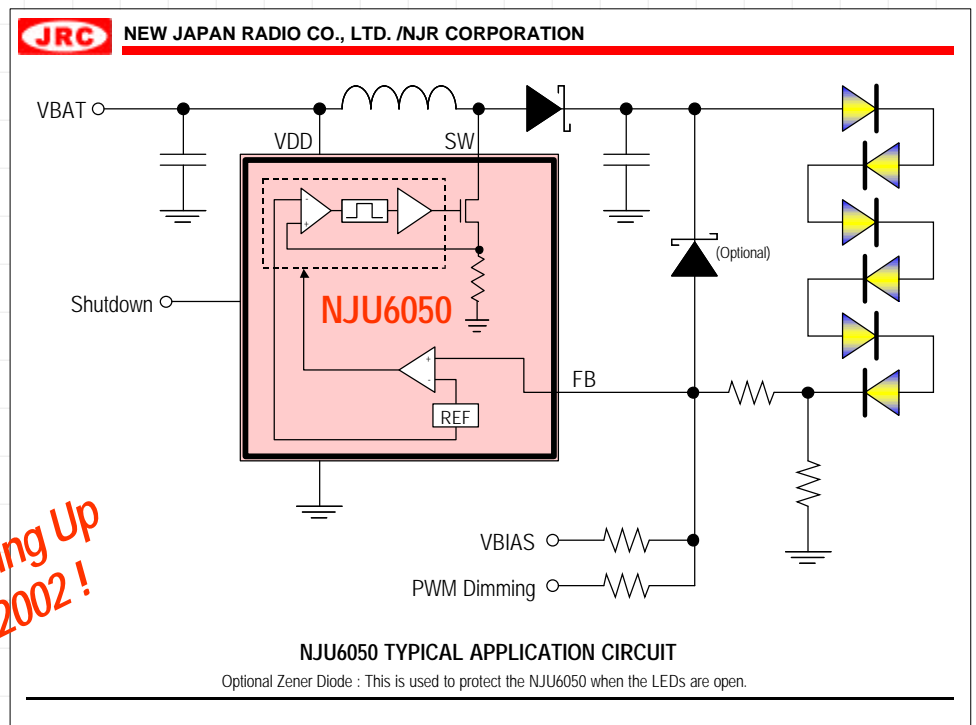 JRC NEW JAPAN RADIO CO., LTD. /NJR CORPORATION
VBAT
VDD
SW
-
+
(Optional)
Shutdown
NJU6050
+
-
FB
REF
ing Up
2002 !
VBIAS
PWM Dimming
NJU6050 TYPICAL APPLICATION CIRCUIT
Optional Zener Diode : This is used to protect the NJU6050 when the LEDs are open.